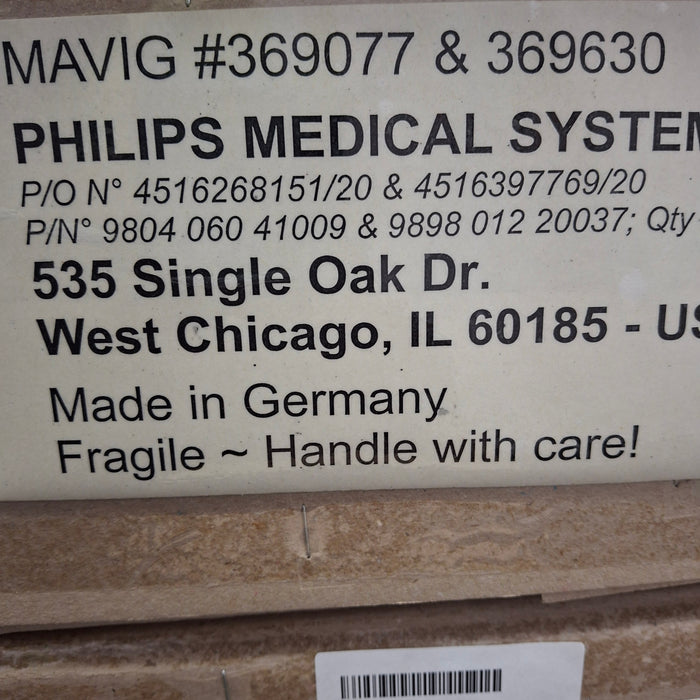 MAVIG #369077 & 369630
PHILIPS MEDICAL SYSTEM
P/O N° 4516268151/20 & 4516397769/20
P/N° 9804 060 41009 & 9898 012 20037; Qty
535 Single Oak Dr.
West Chicago, IL 60185 - US
Made in Germany
Fragile ~ Handle with care!